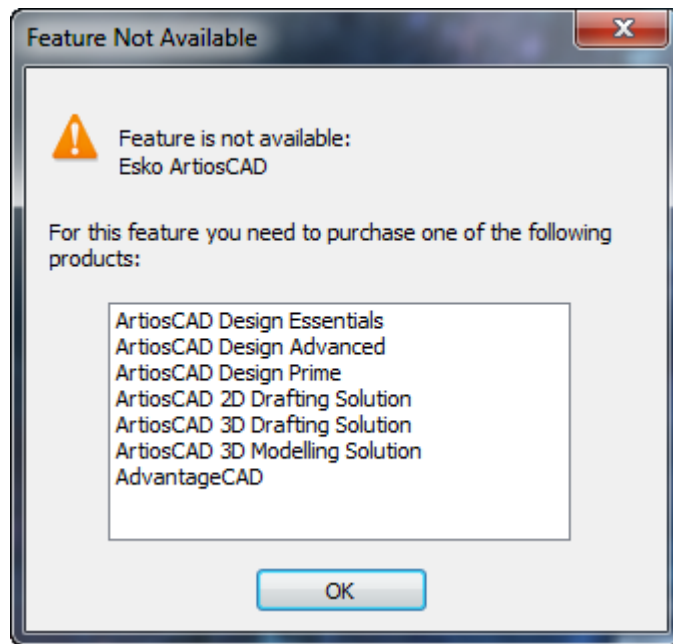 Feature Not Available
Feature is not available:
Esko ArtiosCAD
For this feature you need to purchase one of the following
products:
ArtiosCAD Design Essentials
ArtiosCAD Design Advanced
ArtiosCAD Design Prime
ArtiosCAD 2D Drafting Solution
ArtiosCAD 3D Drafting Solution
ArtiosCAD 3D Modelling Solution
AdvantageCAD
OK